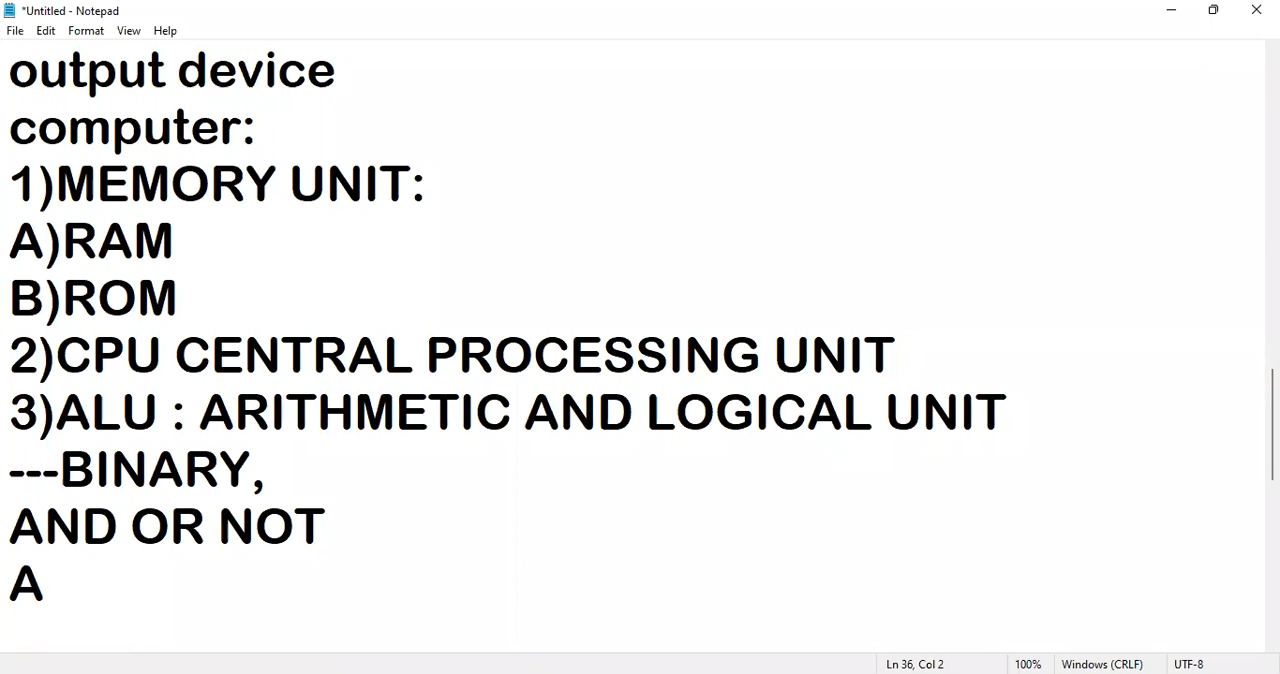 *Untitled - Notepad
File Edit Format View Help
output device
computer:
1)MEMORY UNIT:
A)RAM
B)ROM
2)CPU CENTRAL PROCESSING UNIT
3)ALU : ARITHMETIC AND LOGICAL UNIT
---BINARY,
AND OR NOT
A
Ln 36, Col 2 100% Windows (CRLF) UTF-8